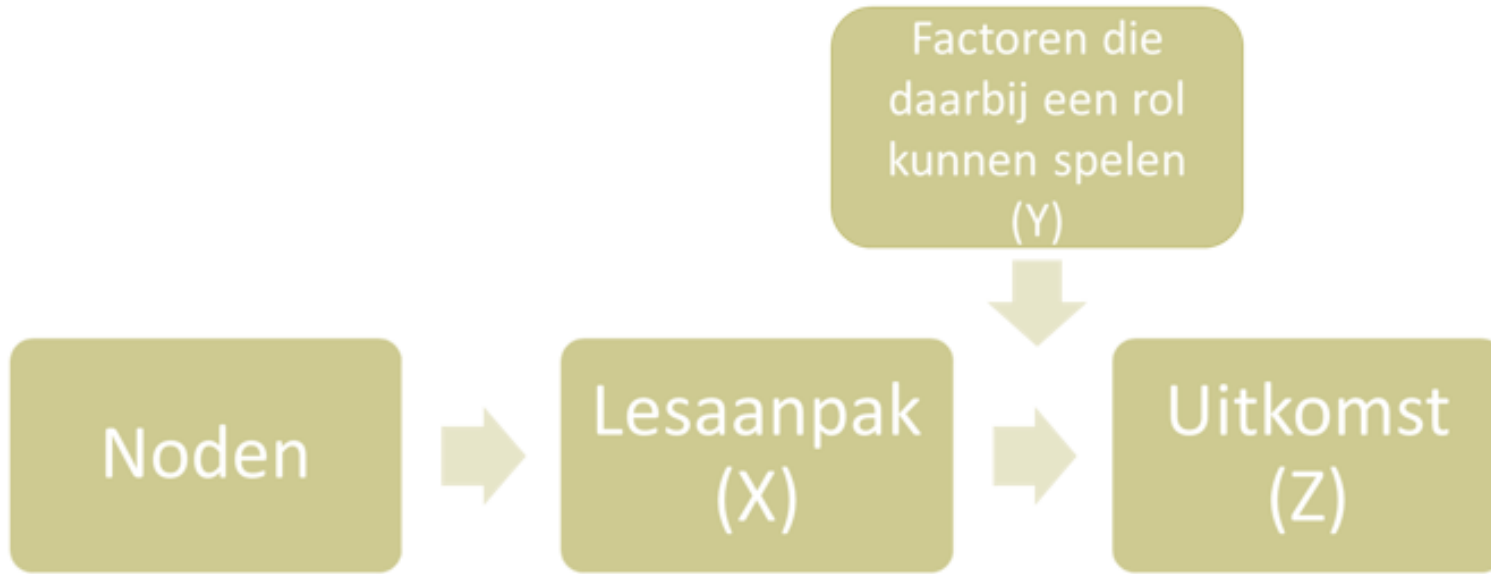 Factoren die
daarbij een rol
kunnen spelen
(Y)
Noden
Lesaanpak
(X)
Uitkomst
(Z)